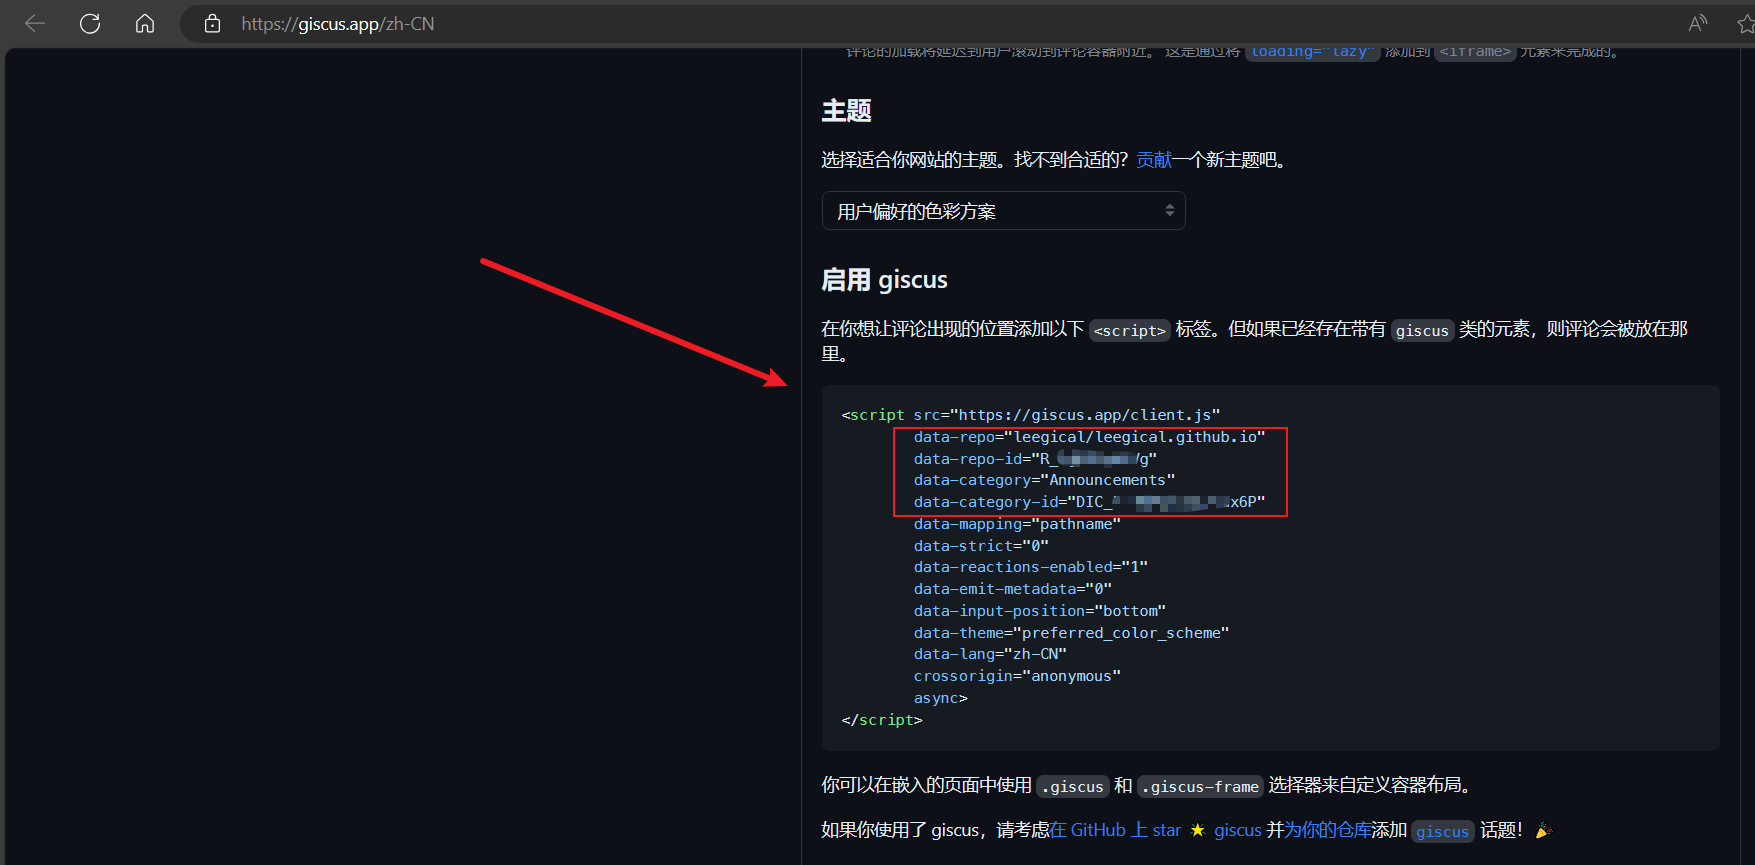 https://giscus.app/zh-CN
评论的加载将延迟到用户滚动到评论容器附近。 这是通过将 loading="lazy" 添加到 <iframe> 元素来完成的。
主题
选择适合你网站的主题。找不到合适的？贡献一个新主题吧。
用户偏好的色彩方案
启用 giscus
在你想让评论出现的位置添加以下 <script> 标签。但如果已经存在带有 giscus 类的元素，则评论会被放在那
里。
<script src="https://giscus.app/client.js"
data-repo="leegical/leegical.github.io"
data-repo-id="R_ g"
data-category="Announcements"
data-category-id="DIC_ x6P"
data-mapping="pathname"
data-strict="0"
data-reactions-enabled="1"
data-emit-metadata="0"
data-input-position="bottom"
data-theme="preferred_color_scheme"
data-lang="zh-CN"
crossorigin="anonymous"
async>
</script>
你可以在嵌入的页面中使用 .giscus 和 .giscus-frame 选择器来自定义容器布局。
如果你使用了 giscus，请考虑在 GitHub 上 star 🌟 giscus 并为你的仓库添加 giscus 话题！🎉